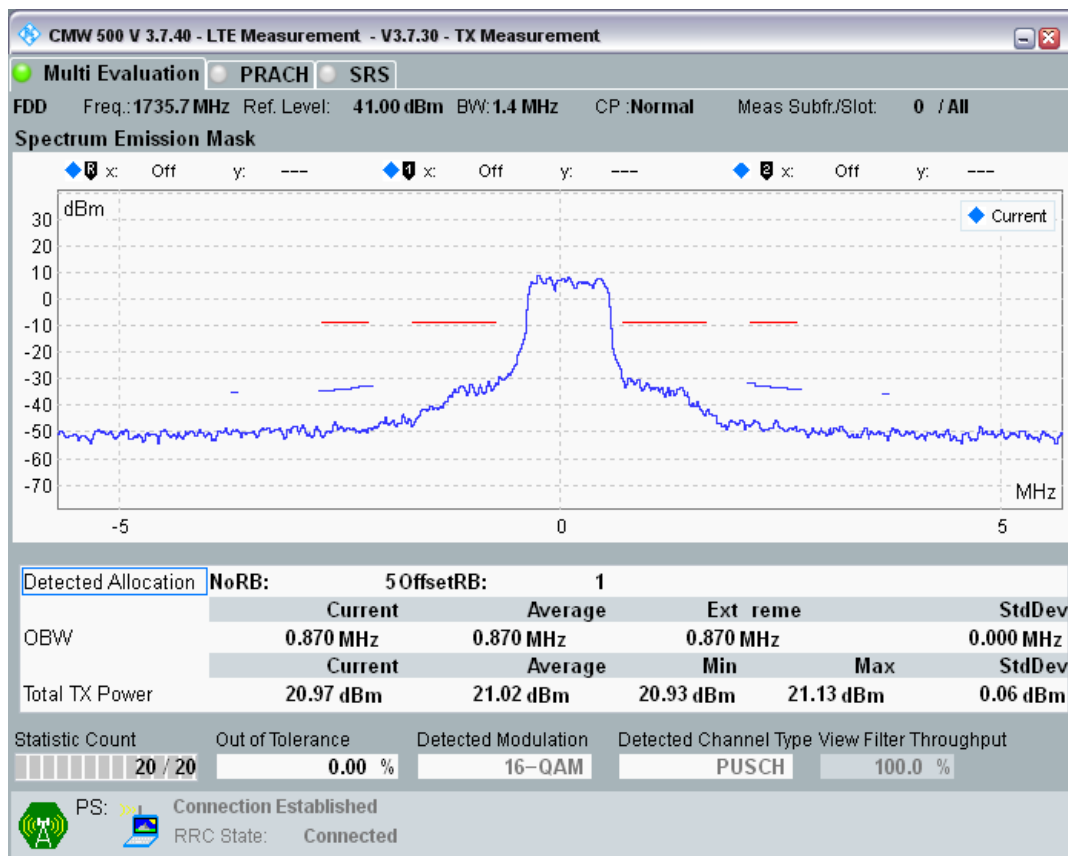 CMW 500 V 3.7.40 - LTE Measurement - V3.7.30 - TX Measurement
Multi Evaluation PRACH SRS
FDD Freq.: 1735.7 MHz Ref. Level: 41.00 dBm BW: 1.4 MHz CP :Normal Meas Subfr./Slot: 0 / All
Spectrum Emission Mask
R x: Off y: --- 1 x: Off y: --- 2 x: Off y: ---
dBm
Current
30
20
10
0
-10
-20
-30
-40
-50
-60
-70
MHz
-5 0 5
Detected Allocation NoRB: 5 OffsetRB: 1
Current Average Ext reme StdDev
OBW 0.870 MHz 0.870 MHz 0.870 MHz 0.000 MHz
Current Average Min Max StdDev
Total TX Power 20.97 dBm 21.02 dBm 20.93 dBm 21.13 dBm 0.06 dBm
Statistic Count Out of Tolerance Detected Modulation Detected Channel Type View Filter Throughput
20 / 20 0.00 % 16-QAM PUSCH 100.0 %
PS: Connection Established
RRC State: Connected